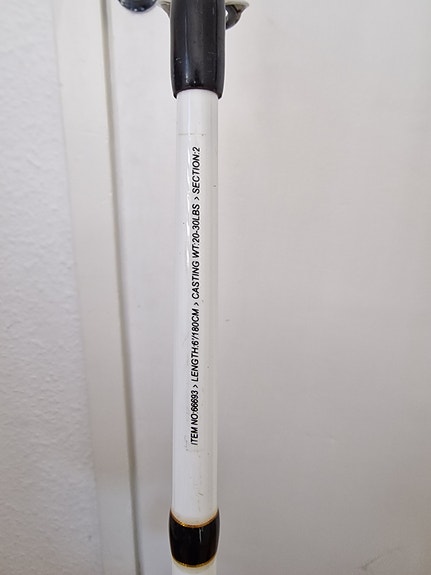 ITEM NO:66693 > LENGTH:6'/180CM > CASTING WT:20-30LBS > SECTION:2